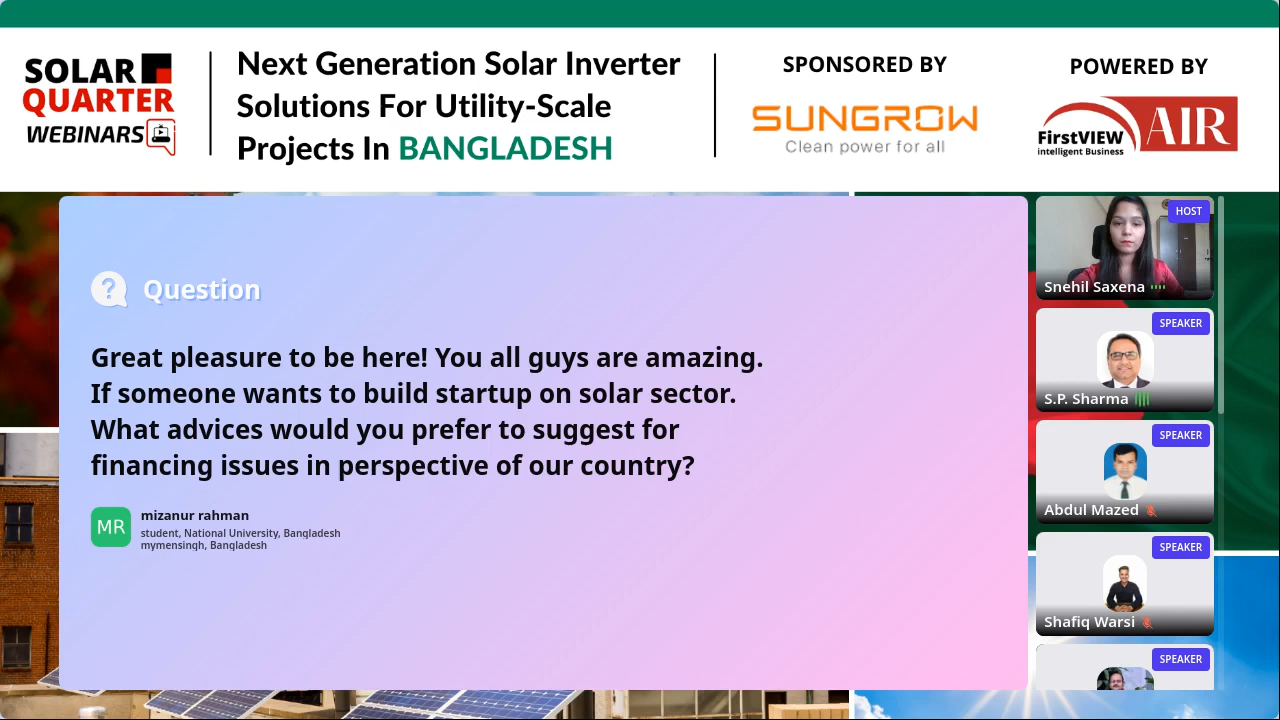 SOLAR
QUARTER
WEBINARS
Next Generation Solar Inverter
Solutions For Utility-Scale
Projects In BANGLADESH
SPONSORED BY
SUNGROW
Clean power for all
POWERED BY
FirstVIEW
intelligent Business
AIR
Question
Great pleasure to be here! You all guys are amazing.
If someone wants to build startup on solar sector.
What advices would you prefer to suggest for
financing issues in perspective of our country?
MR
mizanur rahman
student, National University, Bangladesh
mymensingh, Bangladesh
HOST
Snehil Saxena
SPEAKER
S.P. Sharma
SPEAKER
Abdul Mazed
SPEAKER
Shafiq Warsi
SPEAKER